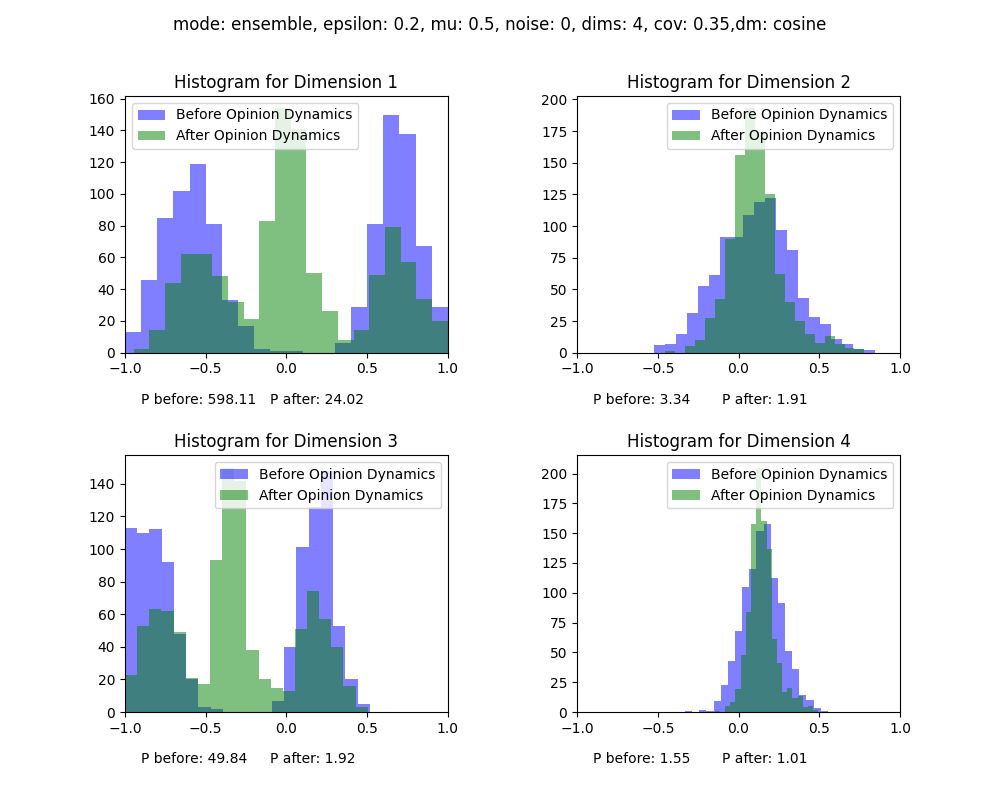 mode: ensemble, epsilon: 0.2, mu: 0.5, noise: 0, dims: 4, cov: 0.35,dm: cosine
Histogram for Dimension 1
Before Opinion Dynamics
After Opinion Dynamics
160
140
120
100
80
60
40
20
0
−1.0 −0.5 0.0 0.5 1.0
P before: 598.11 P after: 24.02
Histogram for Dimension 2
Before Opinion Dynamics
After Opinion Dynamics
200
175
150
125
100
75
50
25
0
−1.0 −0.5 0.0 0.5 1.0
P before: 3.34 P after: 1.91
Histogram for Dimension 3
Before Opinion Dynamics
After Opinion Dynamics
140
120
100
80
60
40
20
0
−1.0 −0.5 0.0 0.5 1.0
P before: 49.84 P after: 1.92
Histogram for Dimension 4
Before Opinion Dynamics
After Opinion Dynamics
200
175
150
125
100
75
50
25
0
−1.0 −0.5 0.0 0.5 1.0
P before: 1.55 P after: 1.01